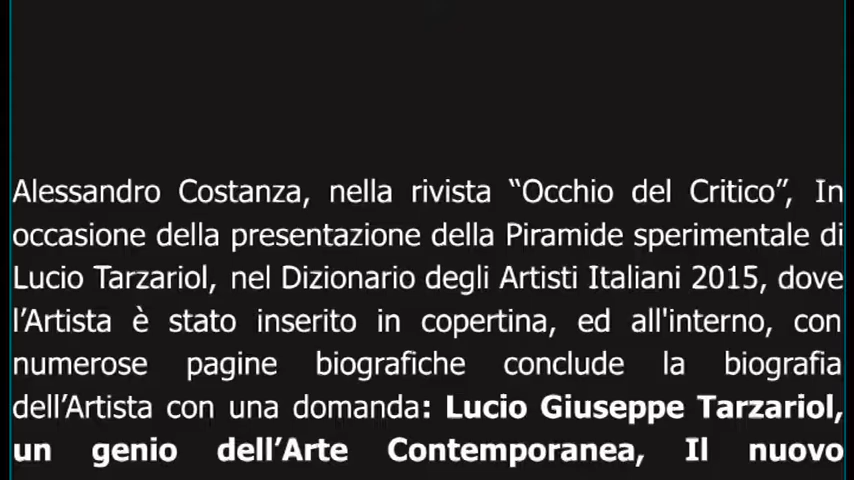 Alessandro Costanza, nella rivista “Occhio del Critico”, In
occasione della presentazione della Piramide sperimentale di
Lucio Tarzariol, nel Dizionario degli Artisti Italiani 2015, dove
l’Artista è stato inserito in copertina, ed all'interno, con
numerose pagine biografiche conclude la biografia
dell’Artista con una domanda: Lucio Giuseppe Tarzariol,
un genio dell’Arte Contemporanea, Il nuovo